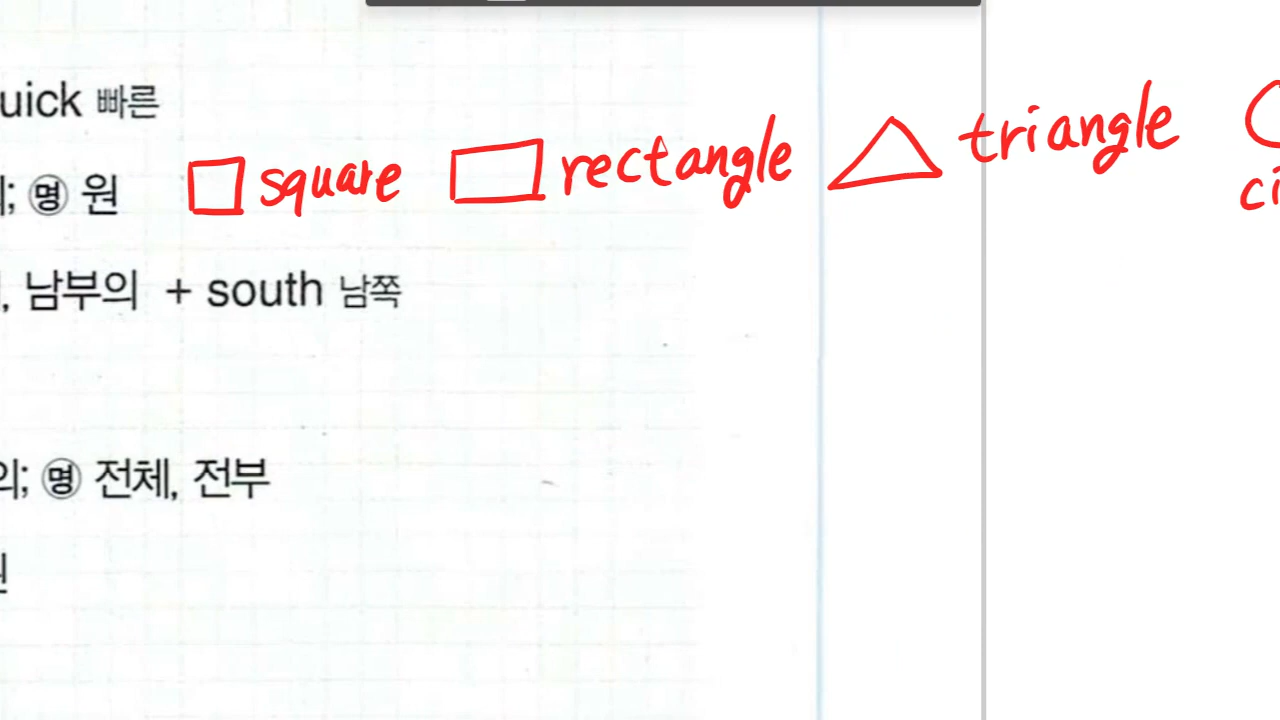 uick 빠른
; 명 원 square rectangle triangle
, 남부의 + south 남쪽
의; 명 전체, 전부